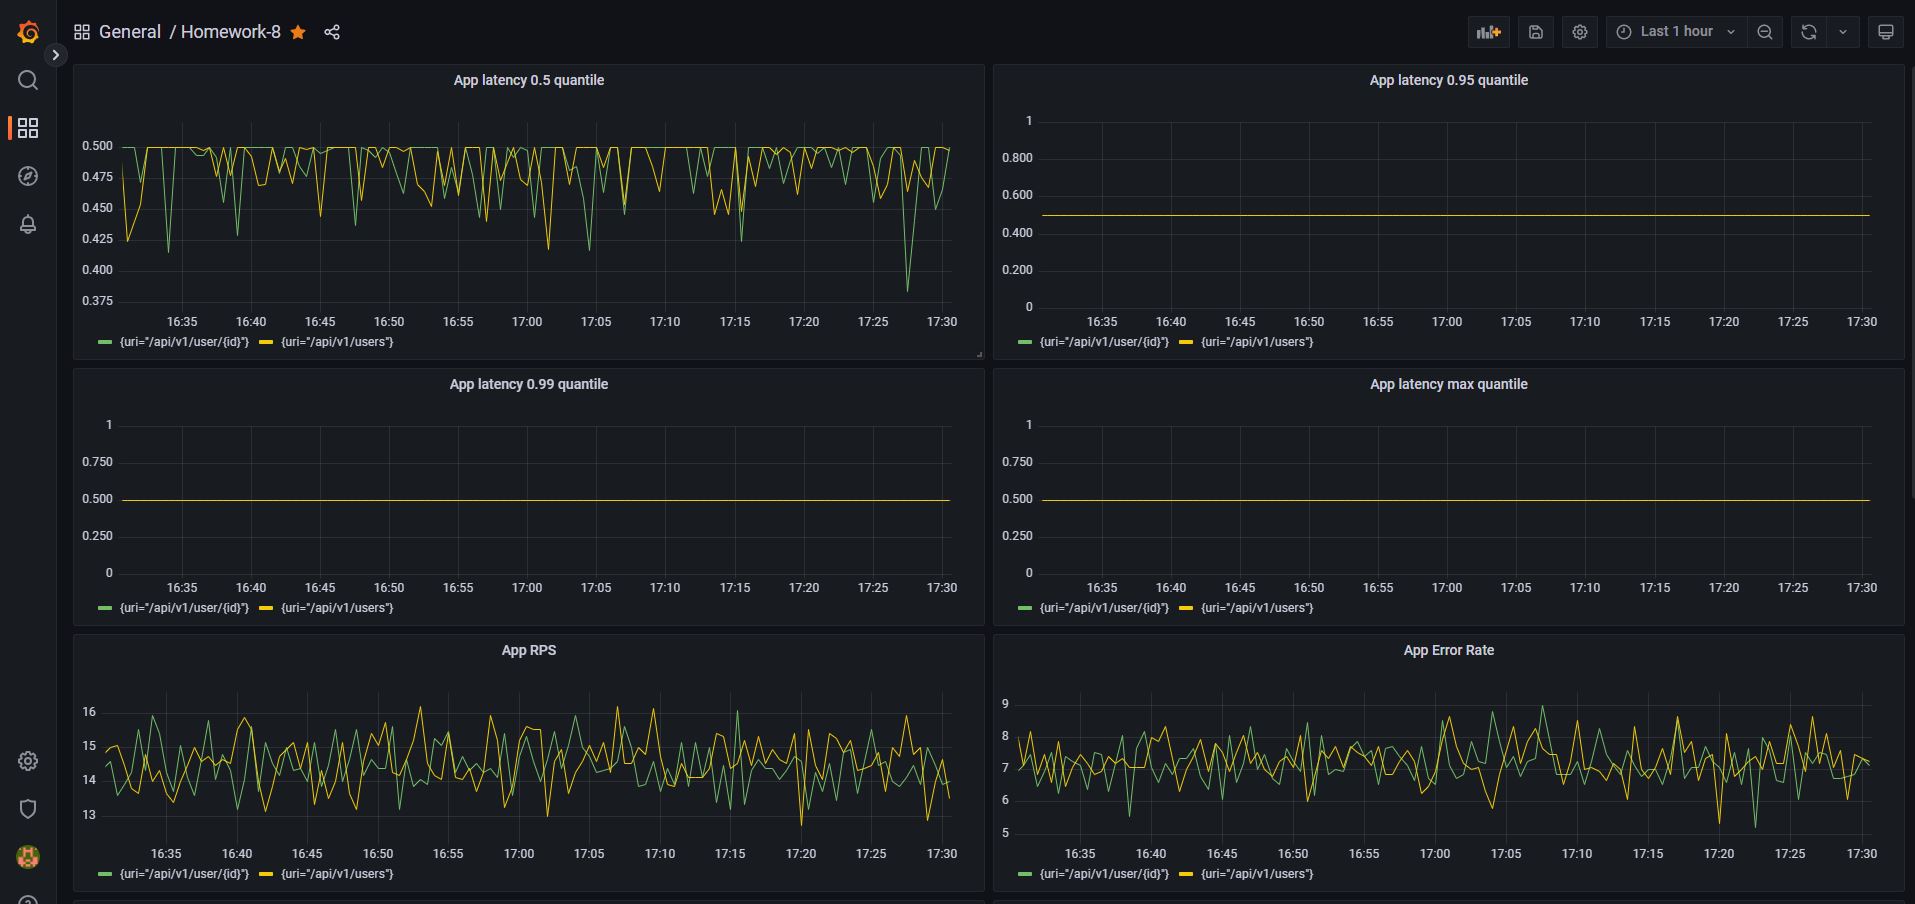 General / Homework-8
Last 1 hour
App latency 0.5 quantile
0.500
0.475
0.450
0.425
0.400
0.375
16:35 16:40 16:45 16:50 16:55 17:00 17:05 17:10 17:15 17:20 17:25 17:30
{uri="/api/v1/user/{id}"} {uri="/api/v1/users"}
App latency 0.95 quantile
1
0.800
0.600
0.400
0.200
0
16:35 16:40 16:45 16:50 16:55 17:00 17:05 17:10 17:15 17:20 17:25 17:30
{uri="/api/v1/user/{id}"} {uri="/api/v1/users"}
App latency 0.99 quantile
1
0.750
0.500
0.250
0
16:35 16:40 16:45 16:50 16:55 17:00 17:05 17:10 17:15 17:20 17:25 17:30
{uri="/api/v1/user/{id}"} {uri="/api/v1/users"}
App latency max quantile
1
0.750
0.500
0.250
0
16:35 16:40 16:45 16:50 16:55 17:00 17:05 17:10 17:15 17:20 17:25 17:30
{uri="/api/v1/user/{id}"} {uri="/api/v1/users"}
App RPS
16
15
14
13
16:35 16:40 16:45 16:50 16:55 17:00 17:05 17:10 17:15 17:20 17:25 17:30
{uri="/api/v1/user/{id}"} {uri="/api/v1/users"}
App Error Rate
9
8
7
6
5
16:35 16:40 16:45 16:50 16:55 17:00 17:05 17:10 17:15 17:20 17:25 17:30
{uri="/api/v1/user/{id}"} {uri="/api/v1/users"}